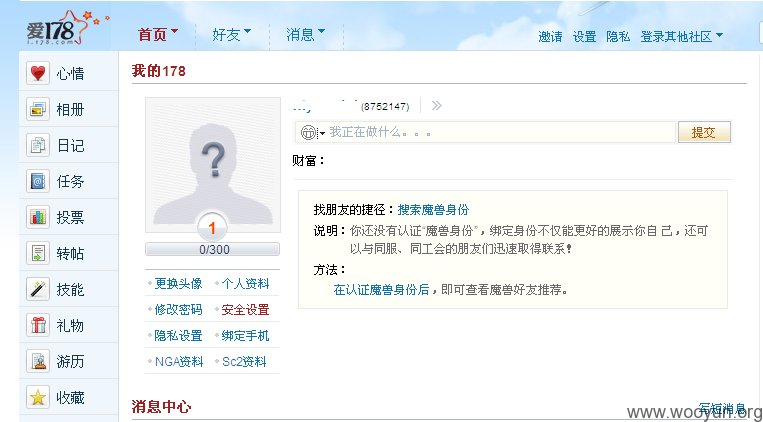 爱178
i.178.com
首页 好友 消息
邀请 设置 隐私 登录其他社区
心情
相册
日记
任务
投票
转帖
技能
礼物
游历
收藏
我的178
(8752147)
我正在做什么。。。
提交
财富：
?
1
0/300
找朋友的捷径：搜索魔兽身份
说明：你还没有认证“魔兽身份”，绑定身份不仅能更好的展示你自己，还可
以与同服、同工会的朋友们迅速取得联系！
方法：
在认证魔兽身份后，即可查看魔兽好友推荐。
更换头像 个人资料
修改密码 安全设置
隐私设置 绑定手机
NGA资料 Sc2资料
消息中心
写短消息
www.wooyun.org